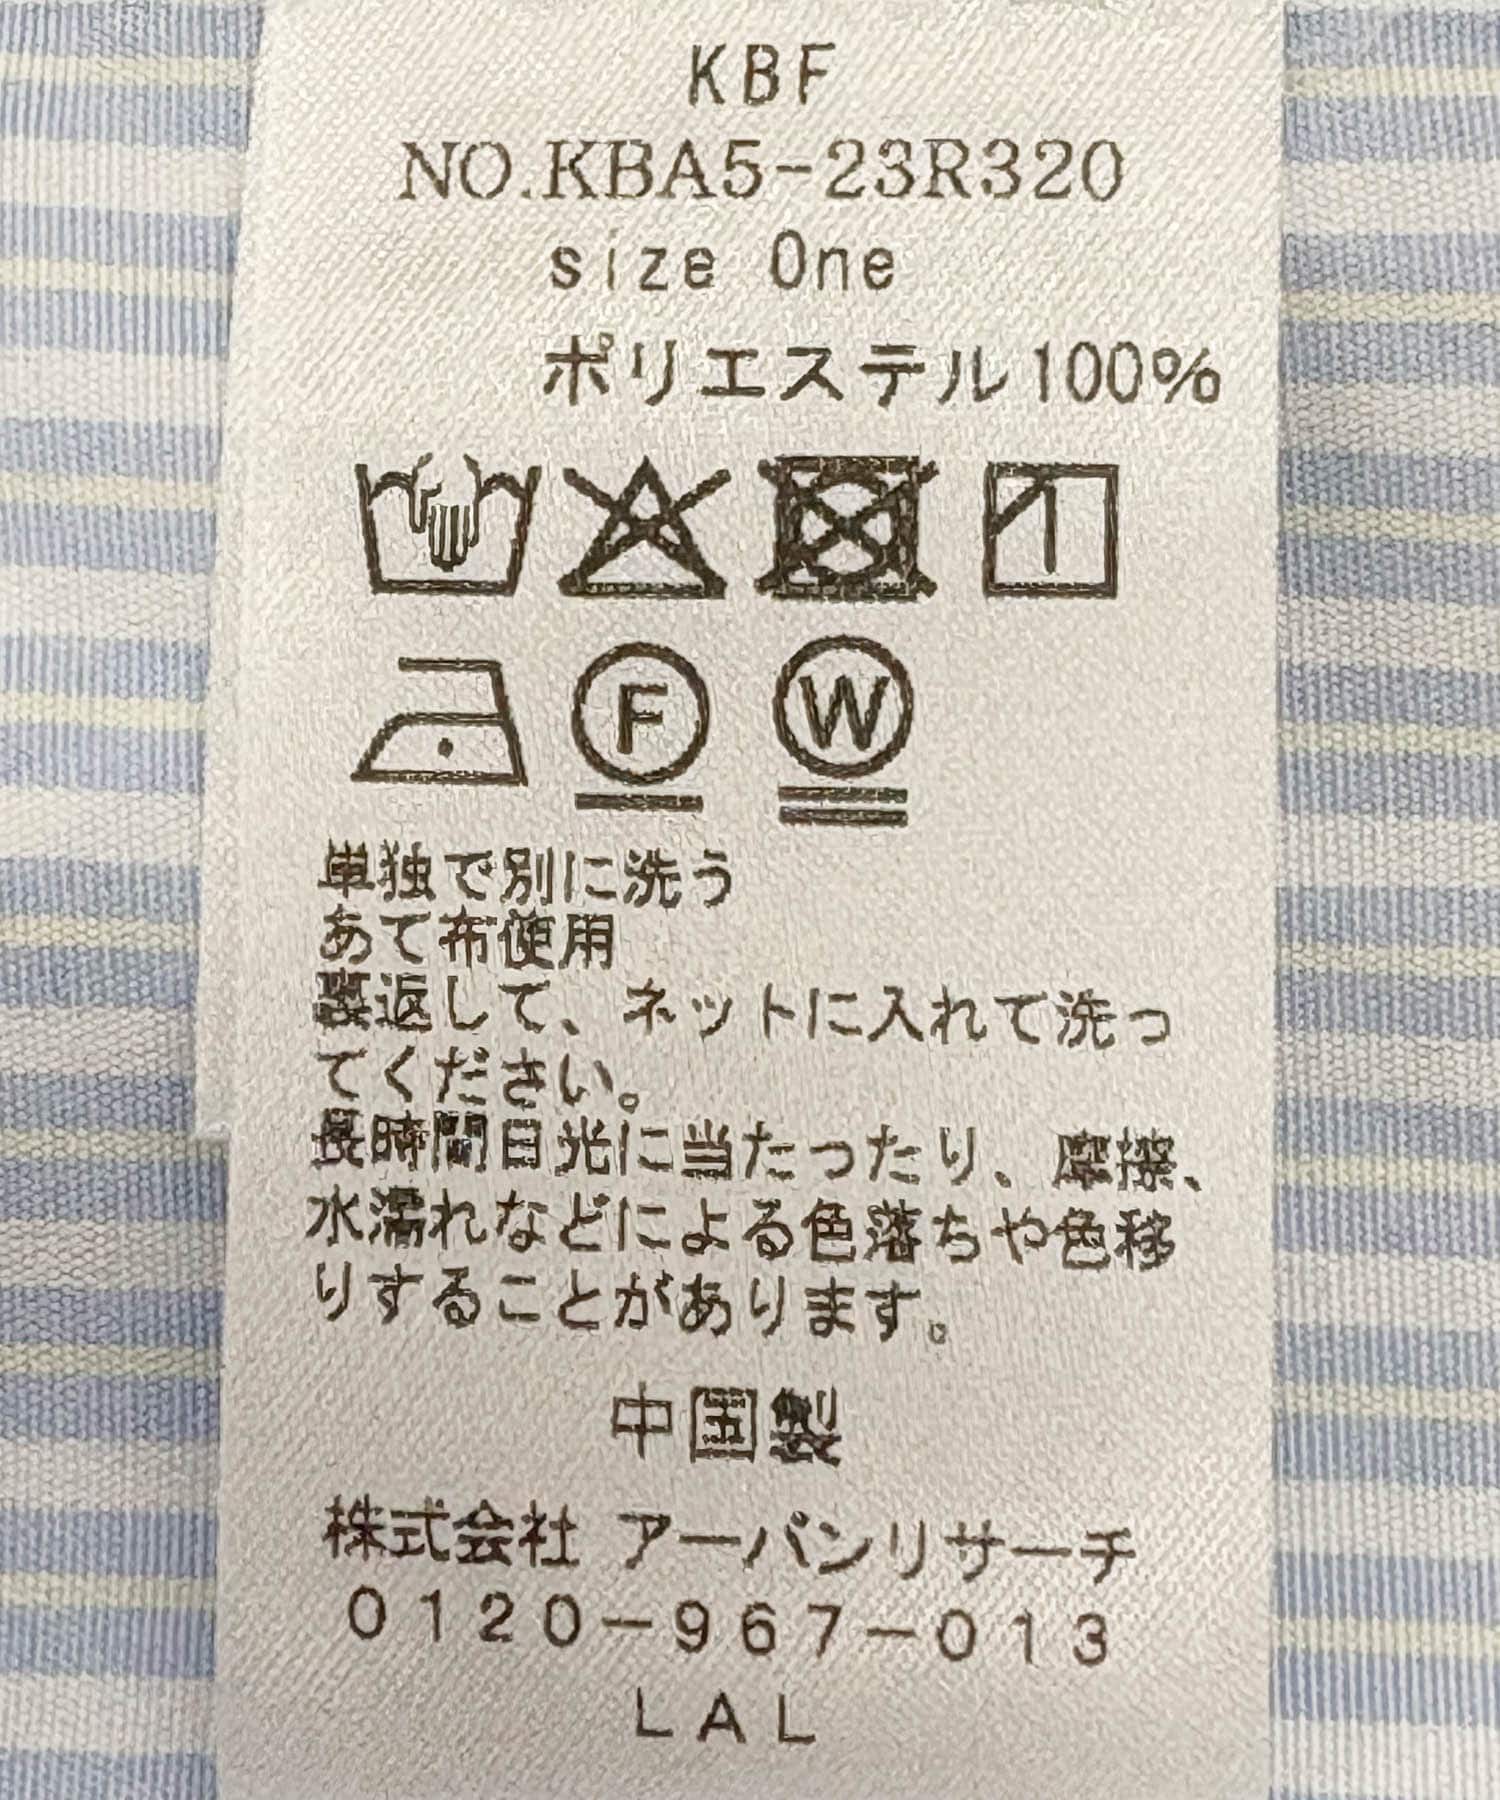 KBF
NO.KBA5-23R320
size One
ポリエステル100%
F
W
単独で別に洗う
あて布使用
裏返して、ネットに入れて洗っ
てください。
長時間日光に当たったり、摩擦、
水濡れなどによる色落ちや色移
りすることがあります。
中国製
株式会社 アーバンリサーチ
0120-967-013
LAL